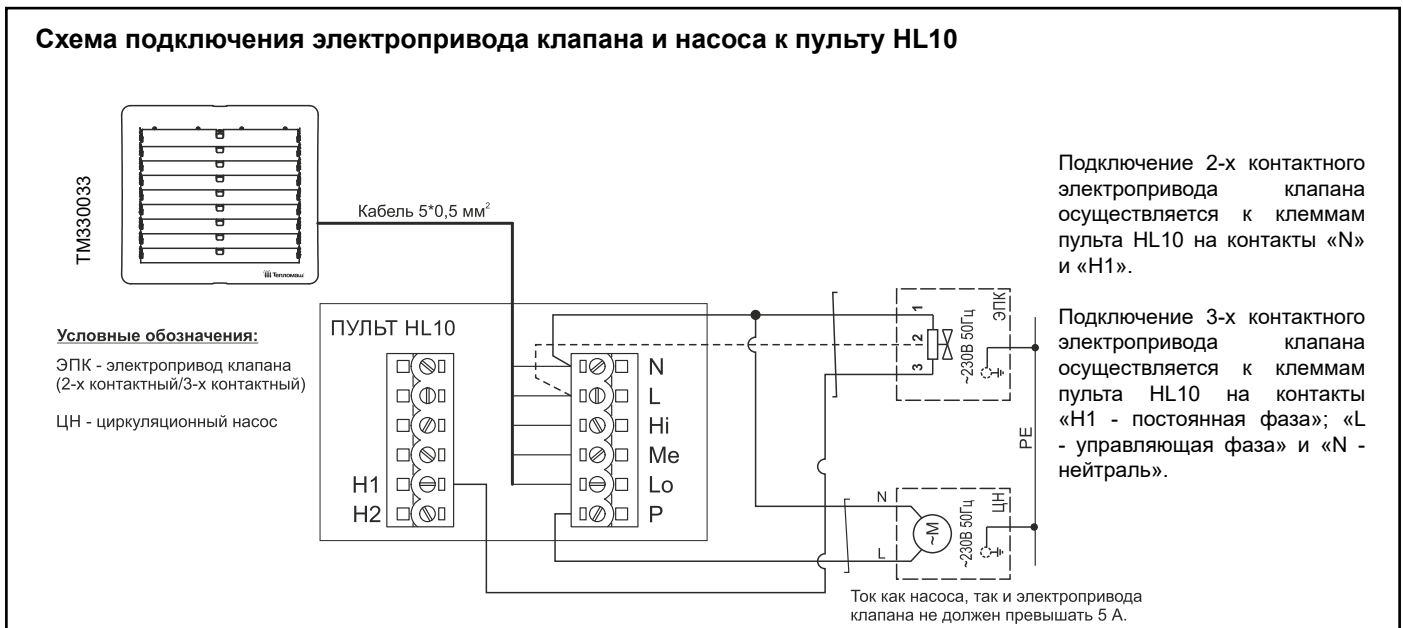 Схема подключения электропривода клапана и насоса к пульту HL10
ТМ330033
Тепломаш
Кабель 5*0,5 мм²
Условные обозначения:
ЭПК - электропривод клапана
(2-х контактный/3-х контактный)
ЦН - циркуляционный насос
ПУЛЬТ HL10
H1
H2
N
L
Hi
Me
Lo
P
1
2
3
~230В 50Гц
ЭПК
PE
N
L
~М
~230В 50Гц
ЦН
Ток как насоса, так и электропривода
клапана не должен превышать 5 А.
Подключение 2-х контактного
электропривода клапана
осуществляется к клеммам
пульта HL10 на контакты «N»
и «H1».
Подключение 3-х контактного
электропривода клапана
осуществляется к клеммам
пульта HL10 на контакты
«H1 - постоянная фаза»; «L
- управляющая фаза» и «N -
нейтраль».